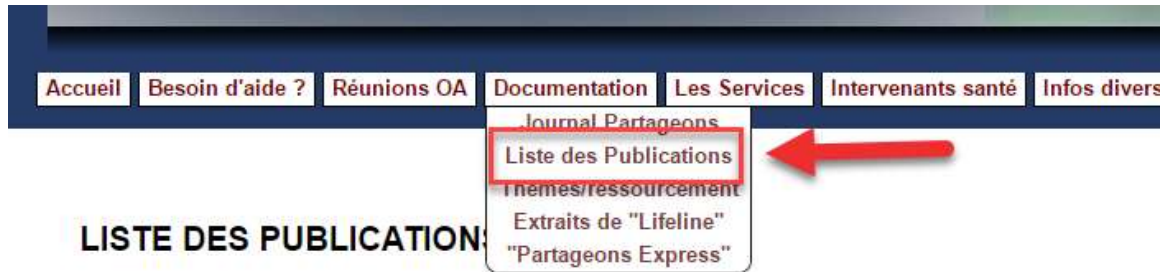 Accueil Besoin d'aide ? Réunions OA Documentation Les Services Intervenants santé Infos divers
Journal Partageons
Liste des Publications
Thèmes/ressourcement
Extraits de "Lifeline"
"Partageons Express"
LISTE DES PUBLICATIONS